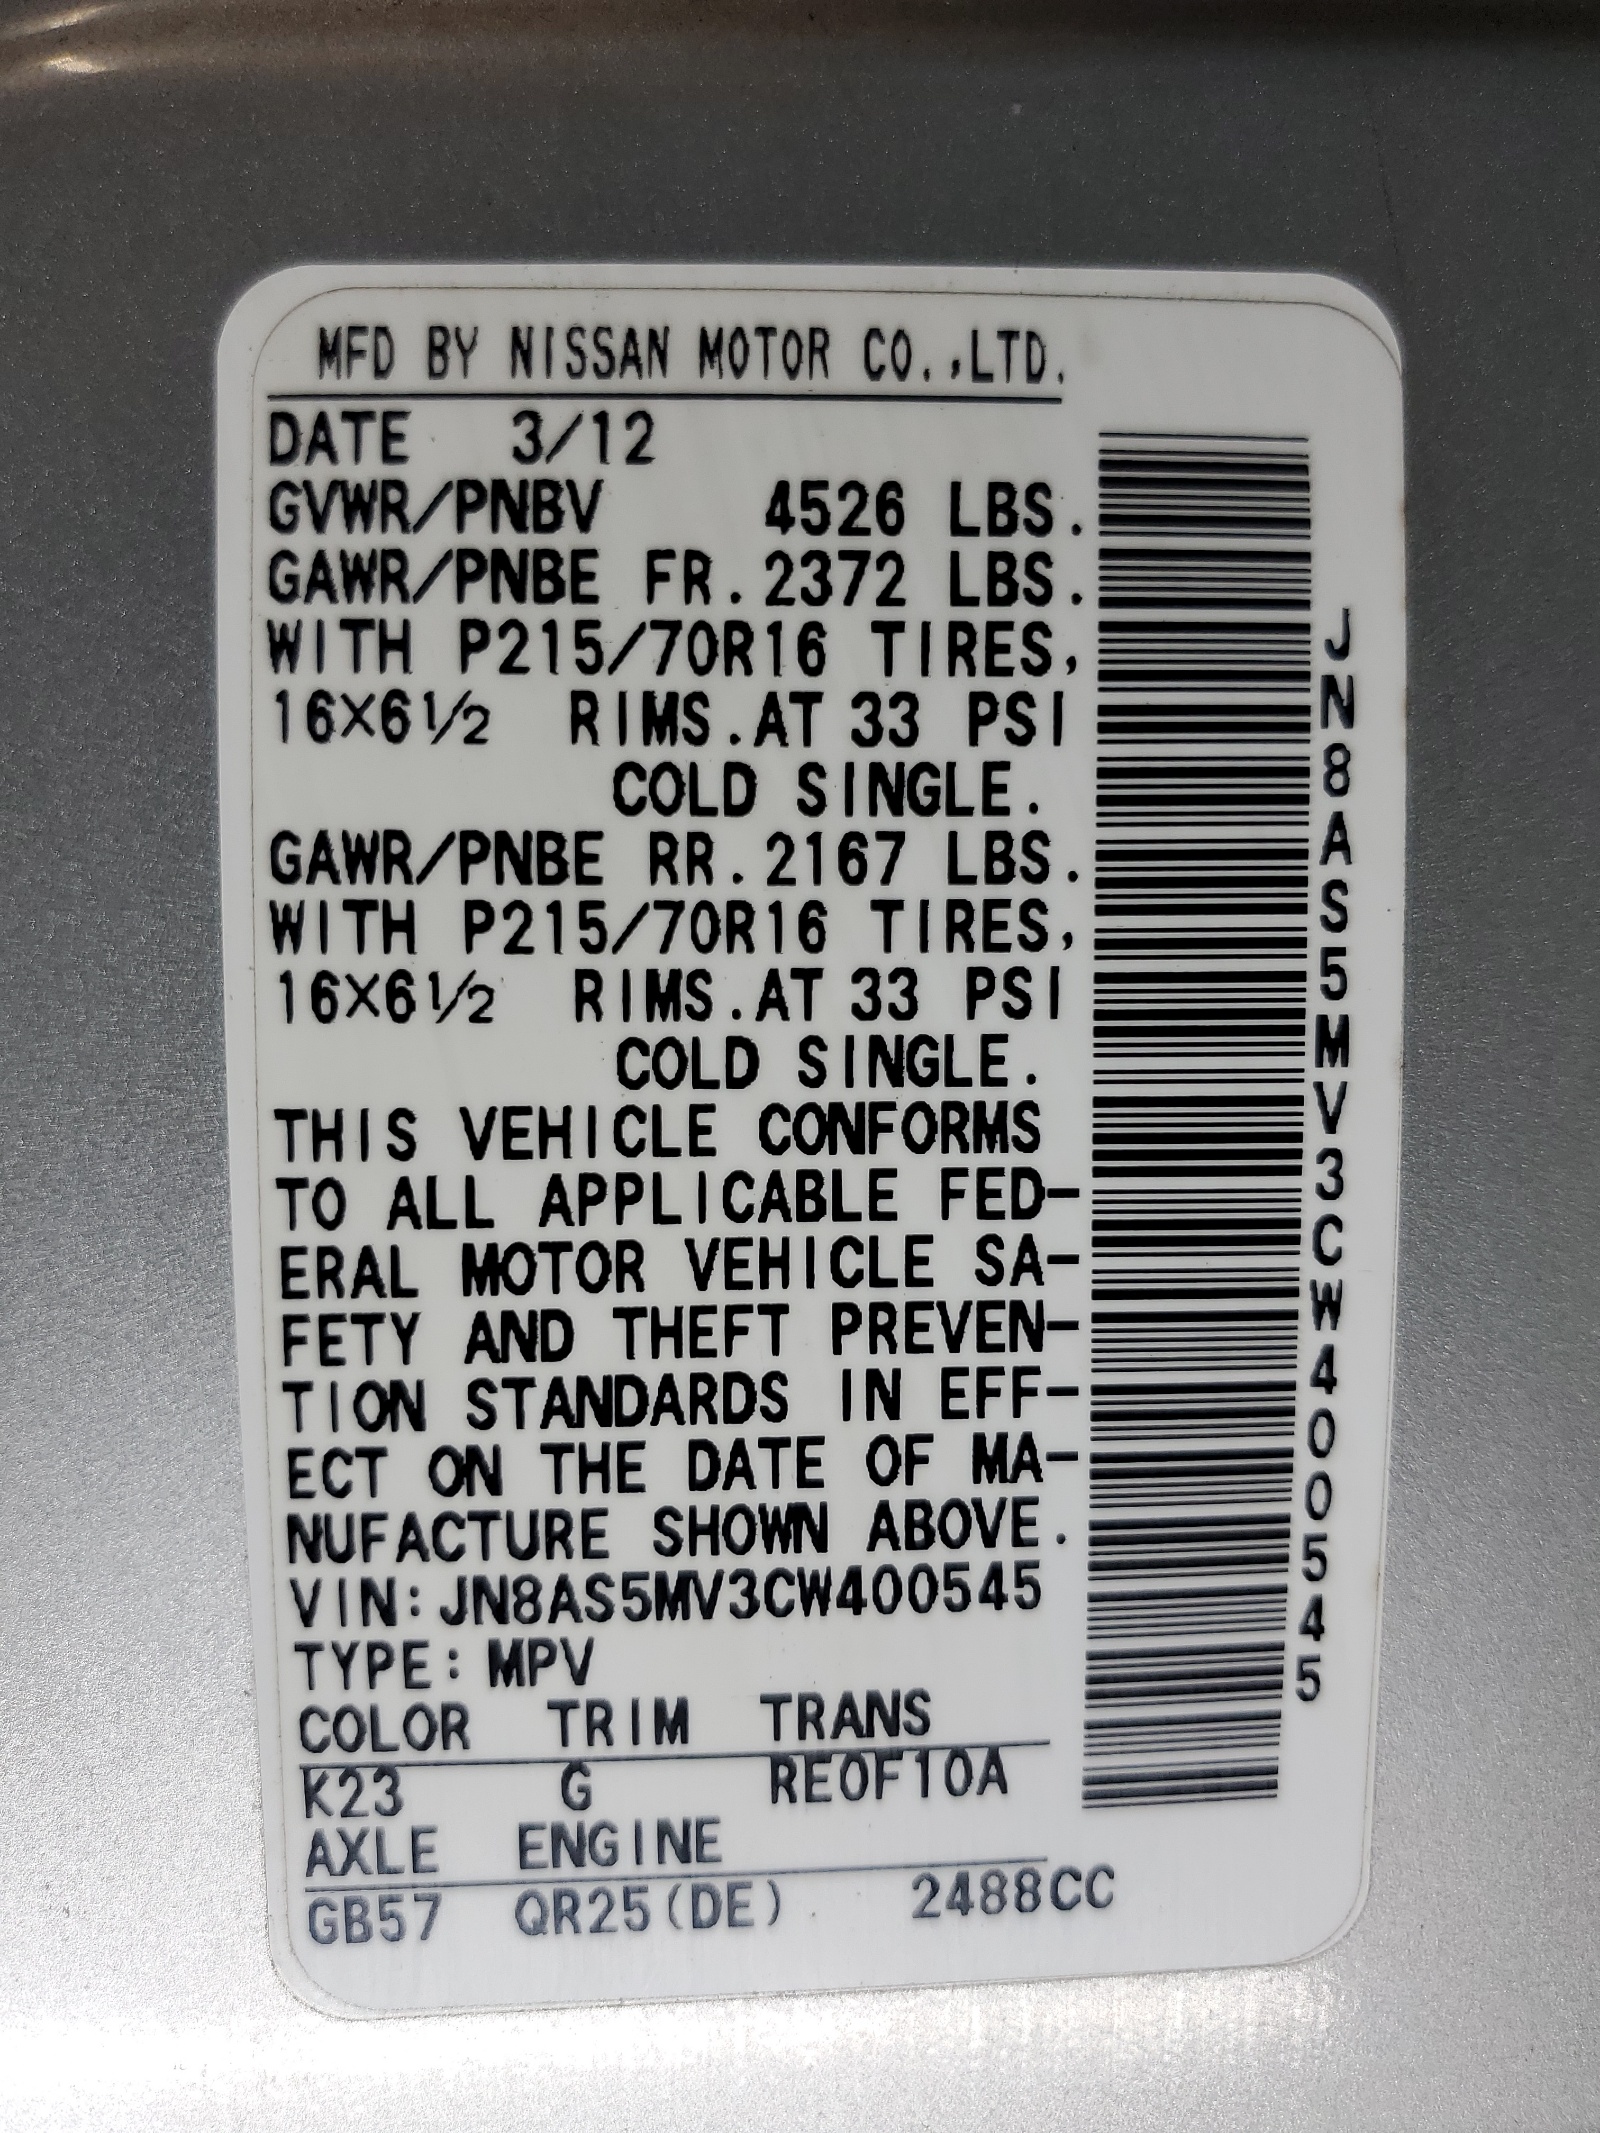 MFD BY NISSAN MOTOR CO.,LTD.
DATE 3/12
GVWR/PNBV 4526 LBS.
GAWR/PNBE FR. 2372 LBS.
WITH P215/70R16 TIRES,
16X6½ RIMS.AT 33 PSI
COLD SINGLE.
GAWR/PNBE RR. 2167 LBS.
WITH P215/70R16 TIRES,
16X6½ RIMS.AT 33 PSI
COLD SINGLE.
THIS VEHICLE CONFORMS
TO ALL APPLICABLE FED-
ERAL MOTOR VEHICLE SA-
FETY AND THEFT PREVEN-
TION STANDARDS IN EFF-
ECT ON THE DATE OF MA-
NUFACTURE SHOWN ABOVE.
VIN:JN8AS5MV3CW400545
TYPE:MPV
COLOR TRIM TRANS
K23 G RE0F10A
AXLE ENGINE
GB57 QR25(DE) 2488CC
JN8AS5MV3CW400545